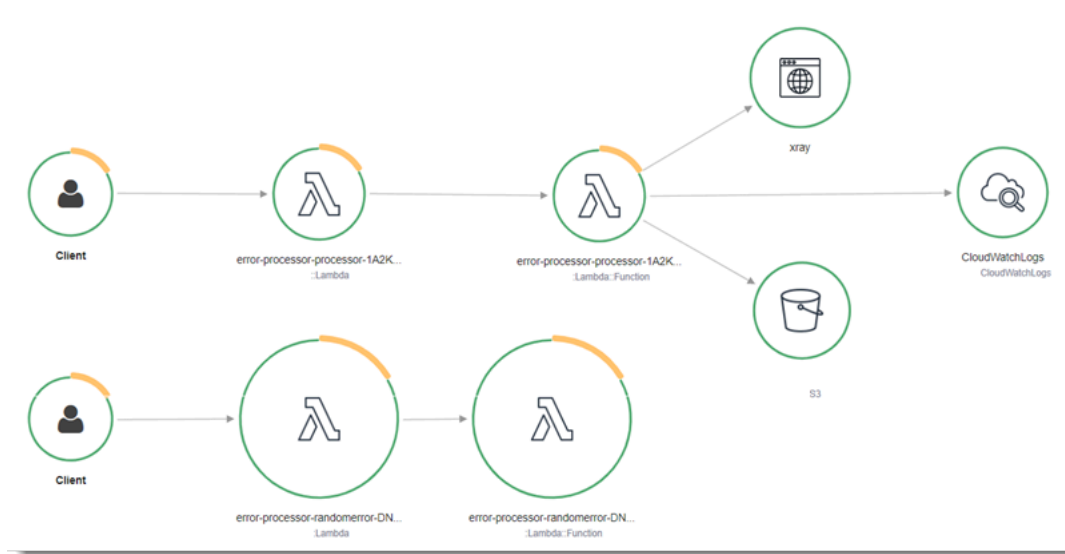 xray
Client
error-processor-processor-1A2K...
::Lambda
error-processor-processor-1A2K...
:Lambda::Function
CloudWatchLogs
CloudWatchLogs
S3
Client
error-processor-randomerror-DN...
:Lambda
error-processor-randomerror-DN...
:Lambda::Function